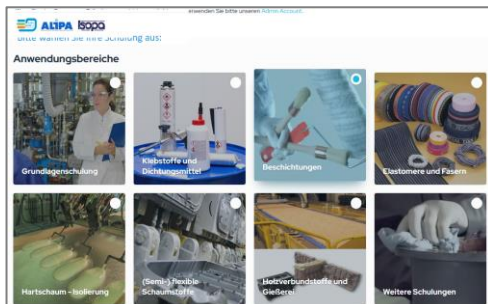 erwenden Sie bitte unseren Admin Account.
ALIPA isopa
Bitte wählen Sie Ihre Schulung aus:
Anwendungsbereiche
Grundlagenschulung
Klebstoffe und
Dichtungsmittel
Beschichtungen
Elastomere und Fasern
Hartschaum - Isolierung
(Semi-) flexible
Schaumstoffe
Holzverbundstoffe und
Gießerei
Weitere Schulungen